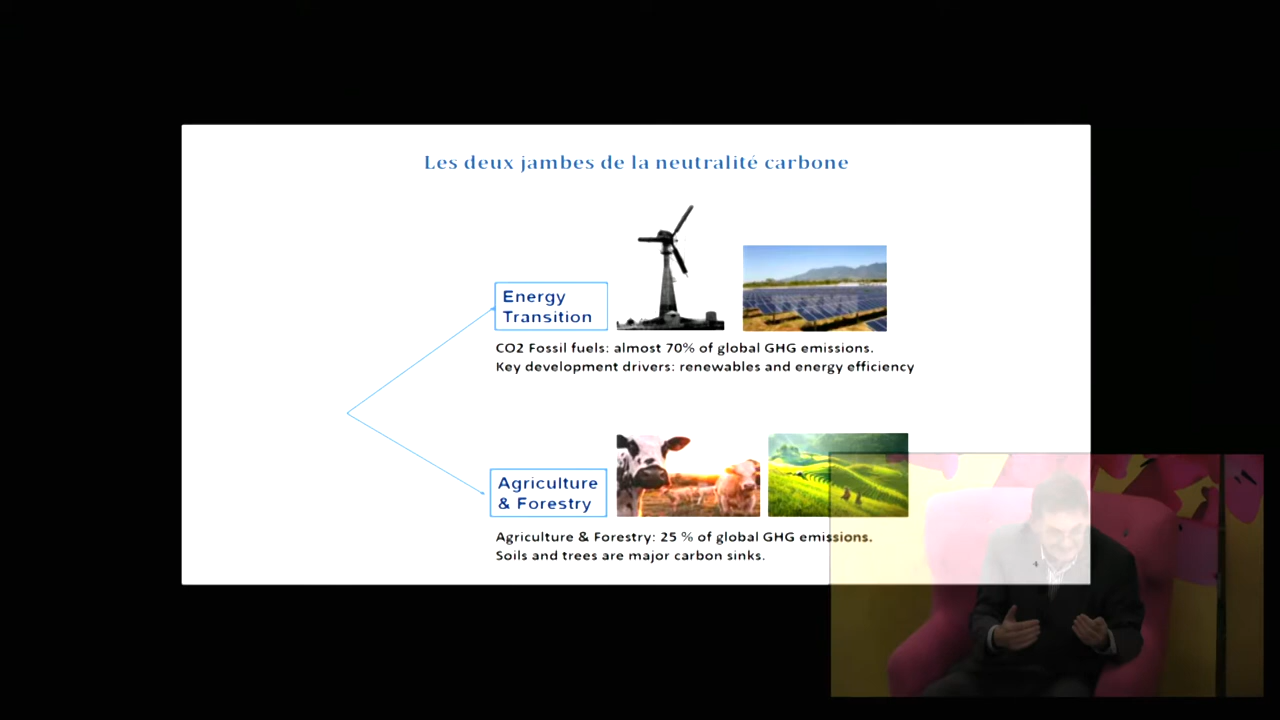 Les deux jambes de la neutralité carbone
Energy
Transition
CO2 Fossil fuels: almost 70% of global GHG emissions.
Key development drivers: renewables and energy efficiency
Agriculture
& Forestry
Agriculture & Forestry: 25 % of global GHG emissions.
Soils and trees are major carbon sinks.